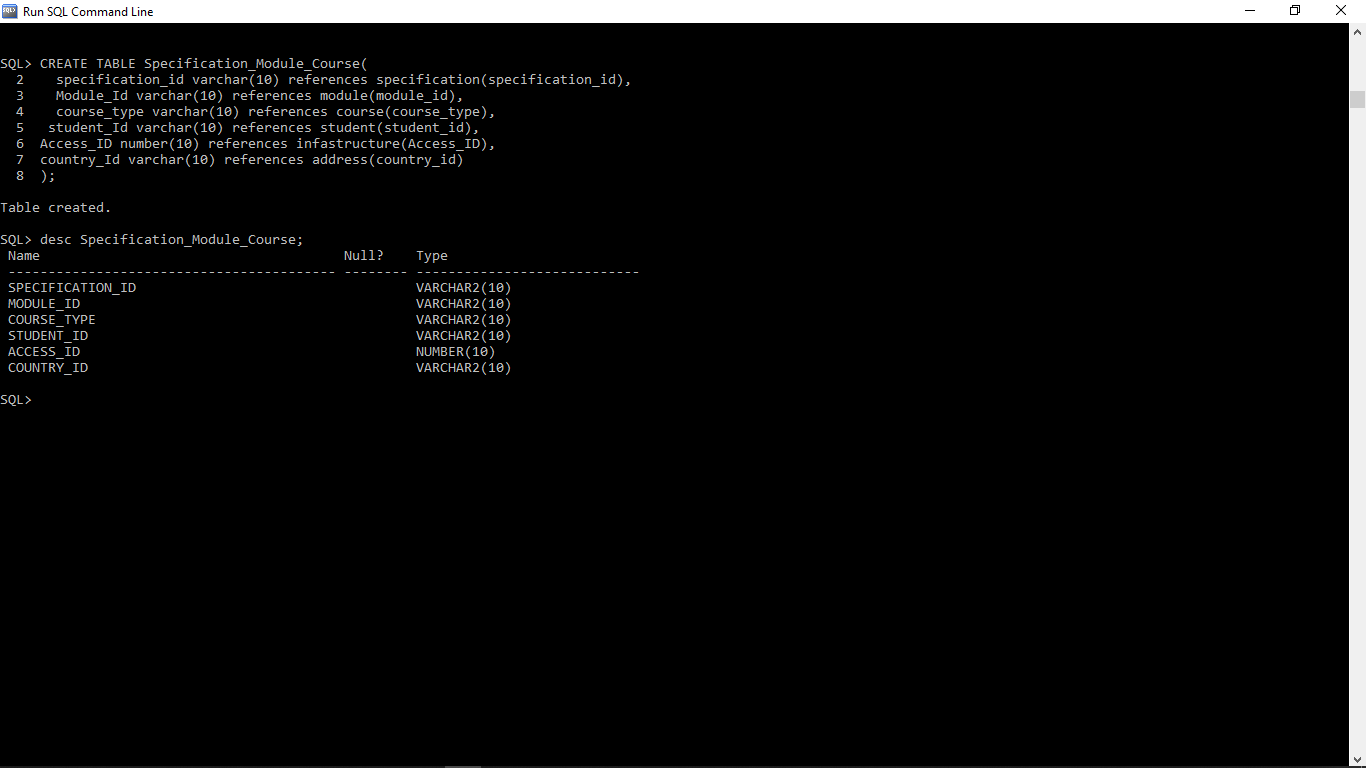 Run SQL Command Line
SQL> CREATE TABLE Specification_Module_Course(
  2    specification_id varchar(10) references specification(specification_id),
  3    Module_Id varchar(10) references module(module_id),
  4    course_type varchar(10) references course(course_type),
  5   student_Id varchar(10) references student(student_id),
  6  Access_ID number(10) references infastructure(Access_ID),
  7  country_Id varchar(10) references address(country_id)
  8  );
Table created.
SQL> desc Specification_Module_Course;
 Name                                      Null?    Type
 ----------------------------------------- -------- ----------------------------
 SPECIFICATION_ID                                   VARCHAR2(10)
 MODULE_ID                                          VARCHAR2(10)
 COURSE_TYPE                                        VARCHAR2(10)
 STUDENT_ID                                         VARCHAR2(10)
 ACCESS_ID                                          NUMBER(10)
 COUNTRY_ID                                         VARCHAR2(10)
SQL>